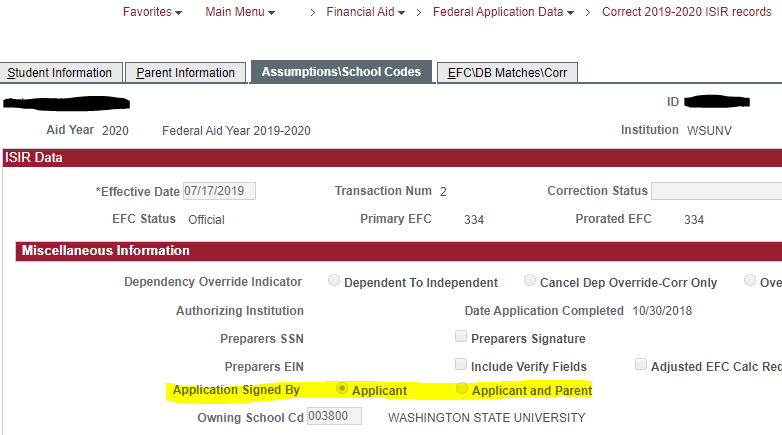 Favorites Main Menu > Financial Aid > Federal Application Data > Correct 2019-2020 ISIR records
Student Information Parent Information Assumptions\School Codes EFC\DB Matches\Corr
ID
Aid Year 2020 Federal Aid Year 2019-2020 Institution WSUNV
ISIR Data
*Effective Date 07/17/2019 Transaction Num 2 Correction Status
EFC Status Official Primary EFC 334 Prorated EFC 334
Miscellaneous Information
Dependency Override Indicator Dependent To Independent Cancel Dep Override-Corr Only
Authorizing Institution Date Application Completed 10/30/2018
Preparers SSN Preparers Signature
Preparers EIN Include Verify Fields Adjusted EFC Calc
Application Signed By Applicant Applicant and Parent
Owning School Cd 003800 WASHINGTON STATE UNIVERSITY